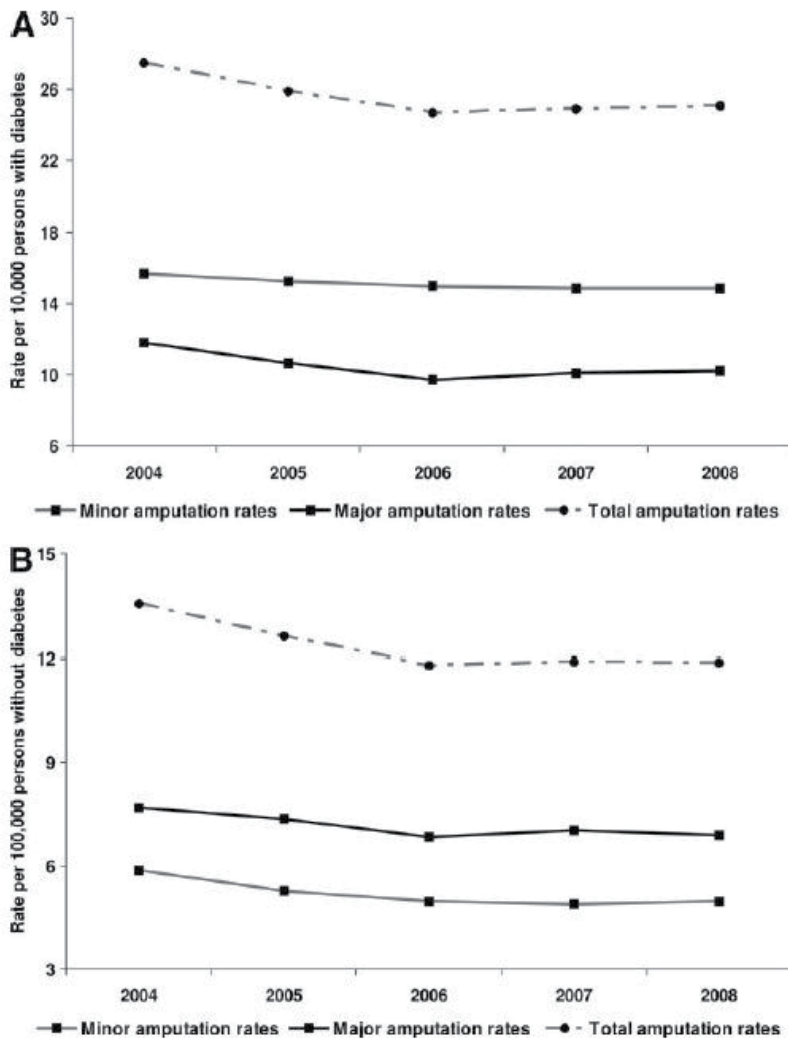 A
Rate per 10,000 persons with diabetes
30
26
22
18
14
10
6
2004 2005 2006 2007 2008
Minor amputation rates Major amputation rates Total amputation rates
B
Rate per 100,000 persons without diabetes
15
12
9
6
3
2004 2005 2006 2007 2008
Minor amputation rates Major amputation rates Total amputation rates